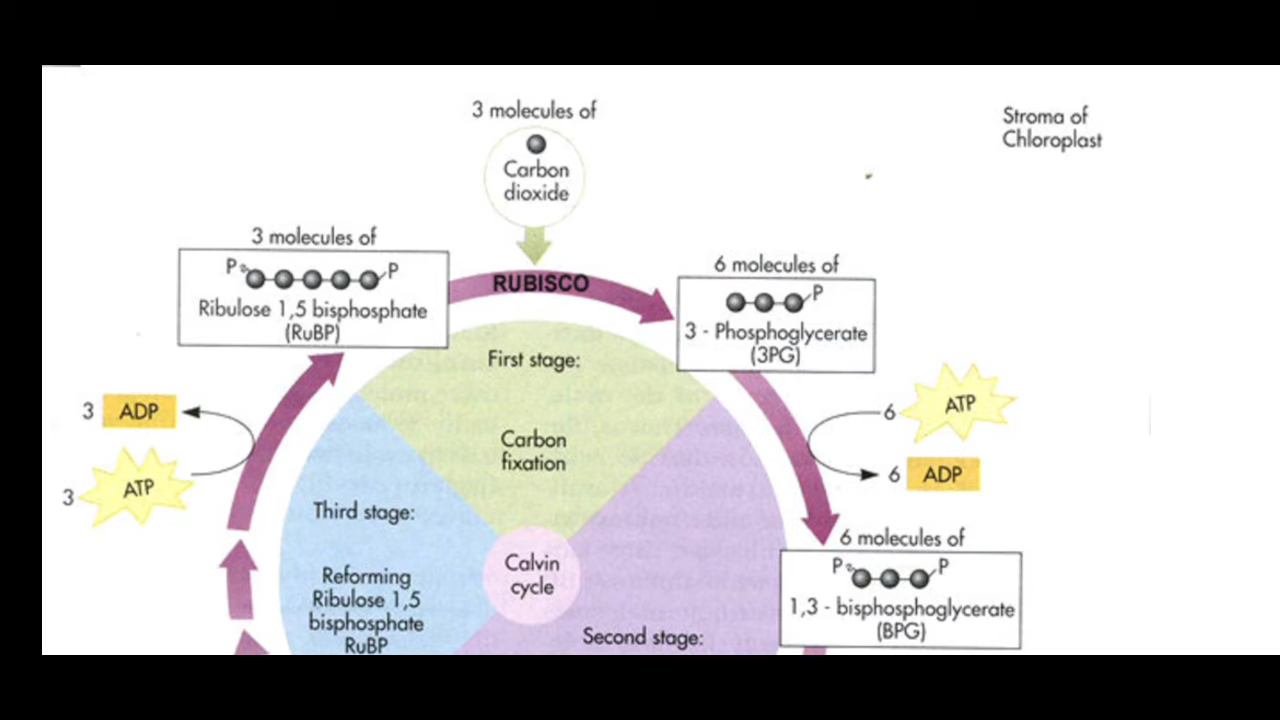 3 molecules of
Carbon
dioxide
Stroma of
Chloroplast
3 molecules of
P P
Ribulose 1,5 bisphosphate
(RuBP)
RUBISCO
6 molecules of
P
3 - Phosphoglycerate
(3PG)
First stage:
Carbon
fixation
3 ADP
3 ATP
6 ATP
6 ADP
Third stage:
Reforming
Ribulose 1,5
bisphosphate
RuBP
Calvin
cycle
Second stage:
6 molecules of
P P
1,3 - bisphosphoglycerate
(BPG)